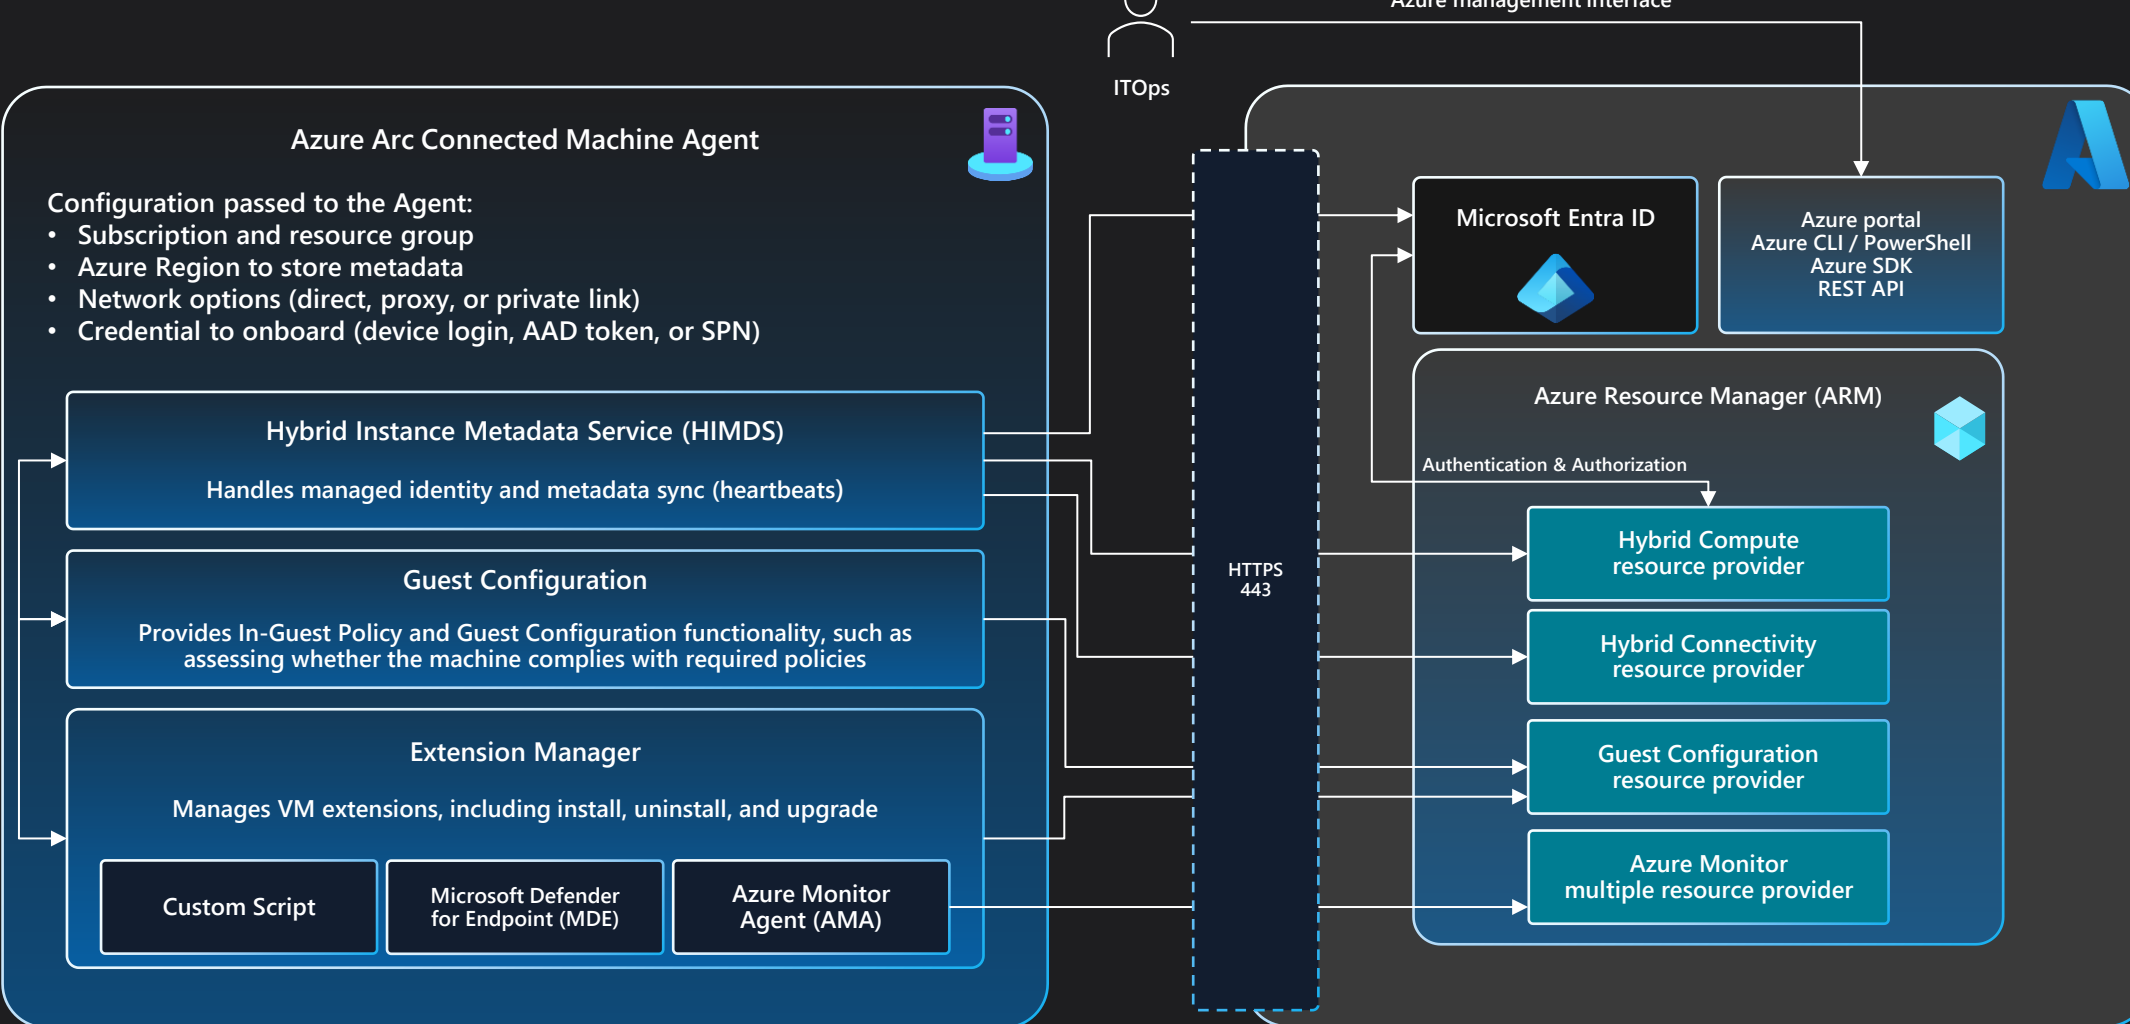 Azure management interface
ITOps
Azure Arc Connected Machine Agent
Configuration passed to the Agent:
• Subscription and resource group
• Azure Region to store metadata
• Network options (direct, proxy, or private link)
• Credential to onboard (device login, AAD token, or SPN)
Hybrid Instance Metadata Service (HIMDS)
Handles managed identity and metadata sync (heartbeats)
Guest Configuration
Provides In-Guest Policy and Guest Configuration functionality, such as
assessing whether the machine complies with required policies
Extension Manager
Manages VM extensions, including install, uninstall, and upgrade
Custom Script
Microsoft Defender
for Endpoint (MDE)
Azure Monitor
Agent (AMA)
HTTPS
443
Microsoft Entra ID
Azure portal
Azure CLI / PowerShell
Azure SDK
REST API
Azure Resource Manager (ARM)
Authentication & Authorization
Hybrid Compute
resource provider
Hybrid Connectivity
resource provider
Guest Configuration
resource provider
Azure Monitor
multiple resource provider